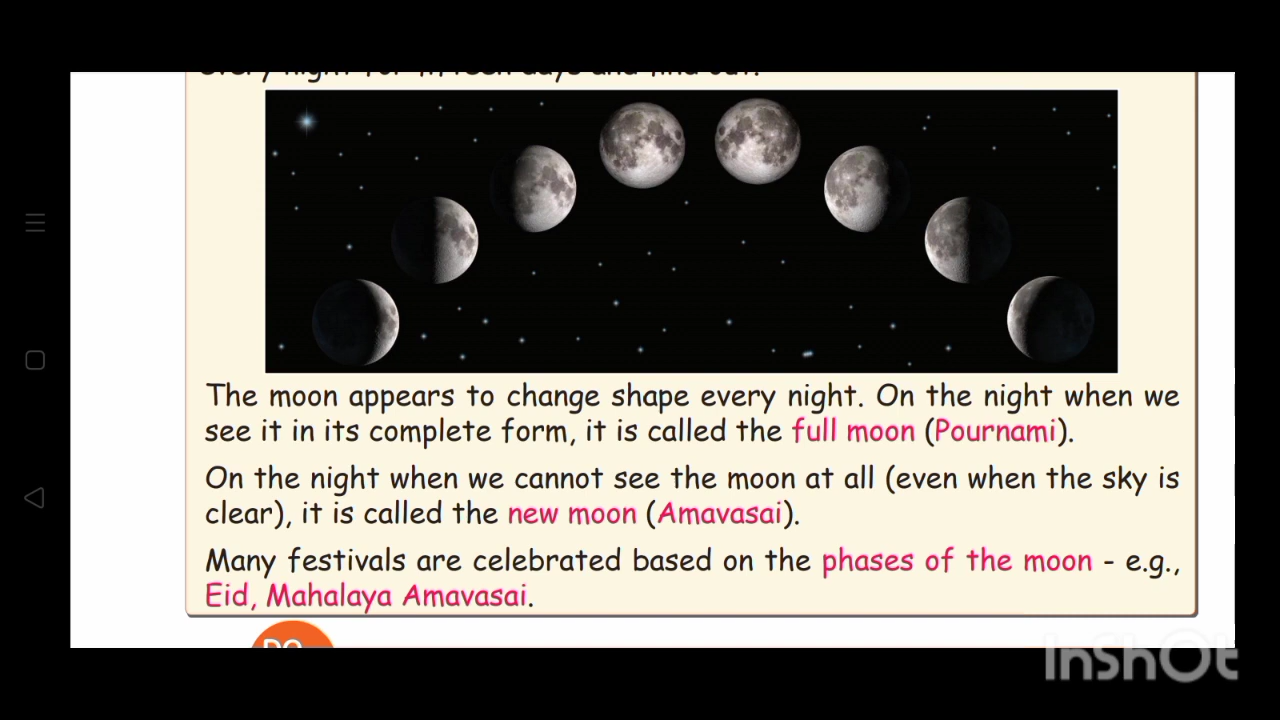 The moon appears to change shape every night. On the night when we
see it in its complete form, it is called the full moon (Pournami).
On the night when we cannot see the moon at all (even when the sky is
clear), it is called the new moon (Amavasai).
Many festivals are celebrated based on the phases of the moon - e.g.,
Eid, Mahalaya Amavasai.
InShOt